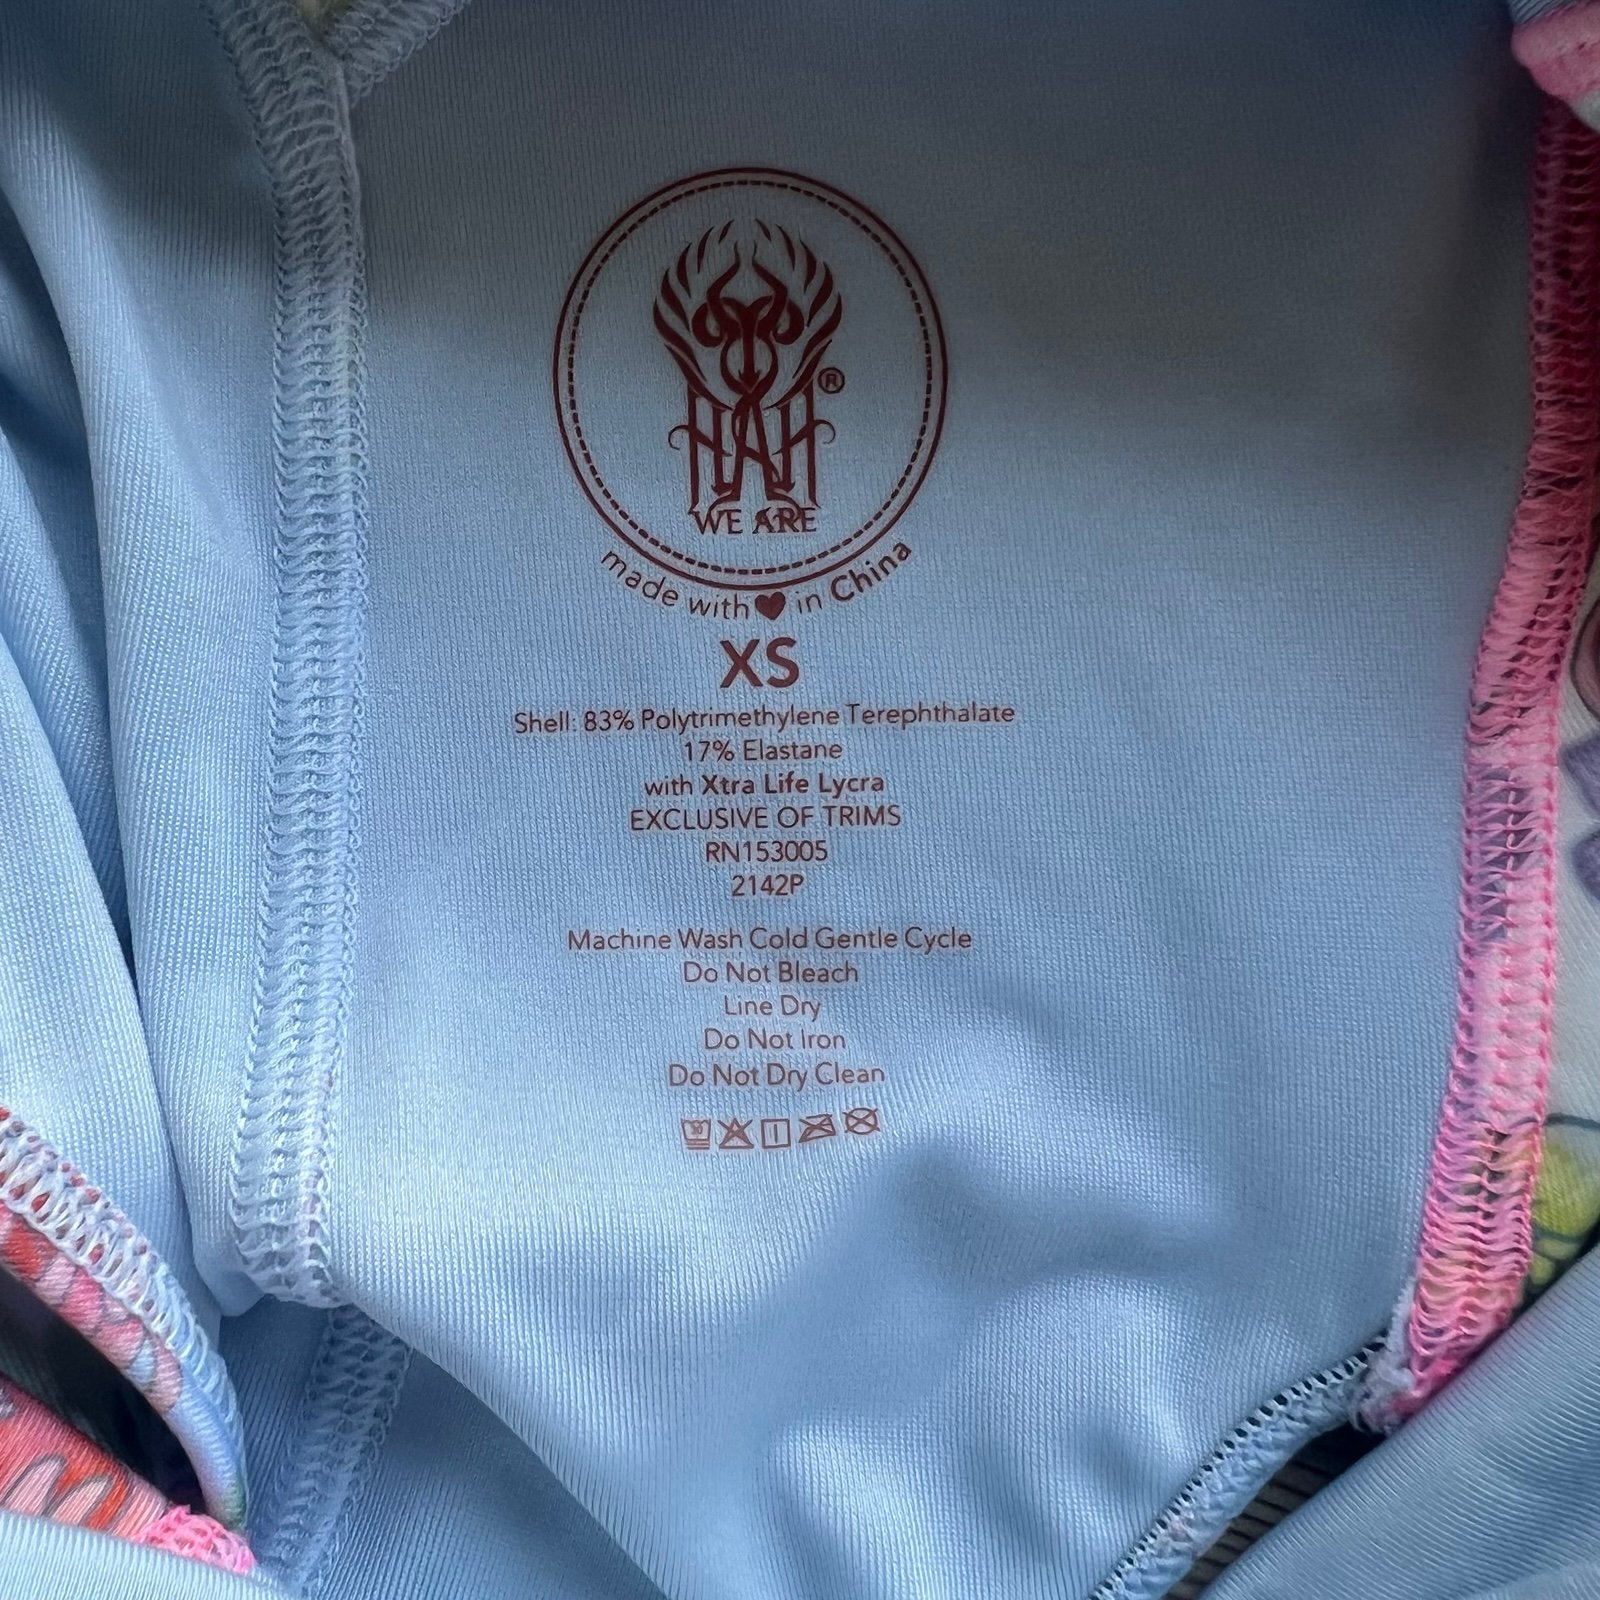 HAH®
WE ARE
made with in China
XS
Shell: 83% Polytrimethylene Terephthalate
17% Elastane
with Xtra Life Lycra
EXCLUSIVE OF TRIMS
RN153005
2142P
Machine Wash Cold Gentle Cycle
Do Not Bleach
Line Dry
Do Not Iron
Do Not Dry Clean
30